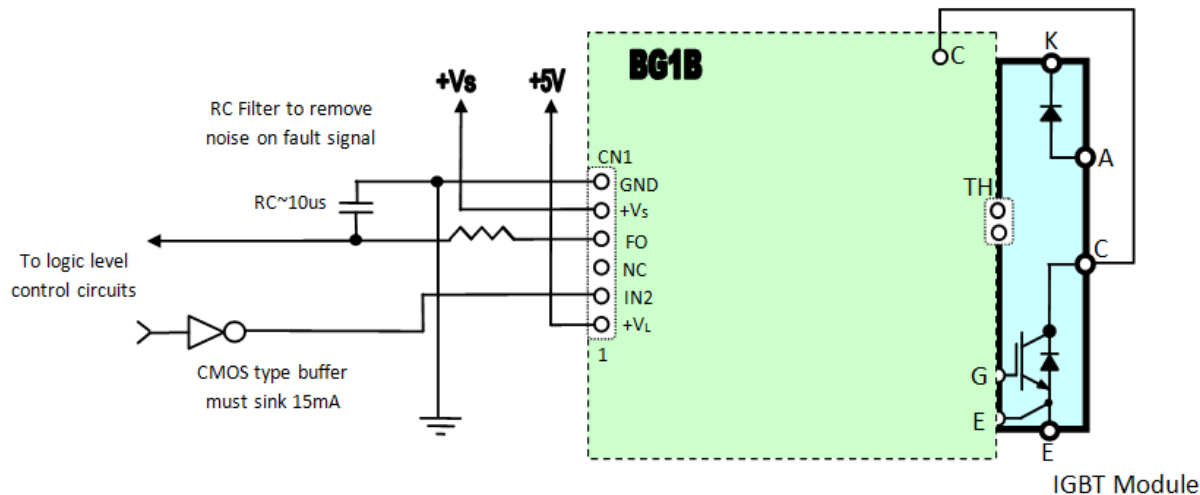 BG1B
C
K
+Vs
+5V
RC Filter to remove
noise on fault signal
A
CN1
GND
TH
RC~10us
+Vs
FO
C
To logic level
control circuits
NC
IN2
+VL
1
CMOS type buffer
must sink 15mA
G
E
E
IGBT Module